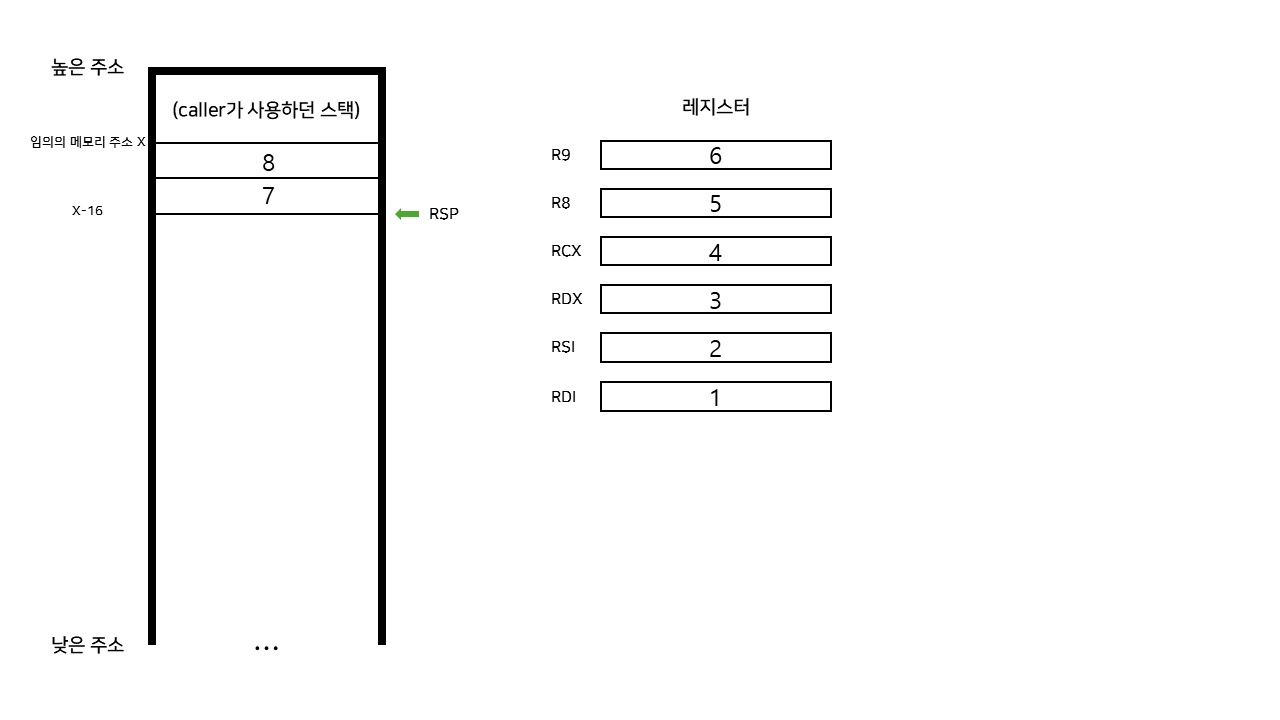 높은 주소
(caller가 사용하던 스택)
임의의 메모리 주소 X
8
7
X-16
RSP
낮은 주소
...
레지스터
R9
6
R8
5
RCX
4
RDX
3
RSI
2
RDI
1